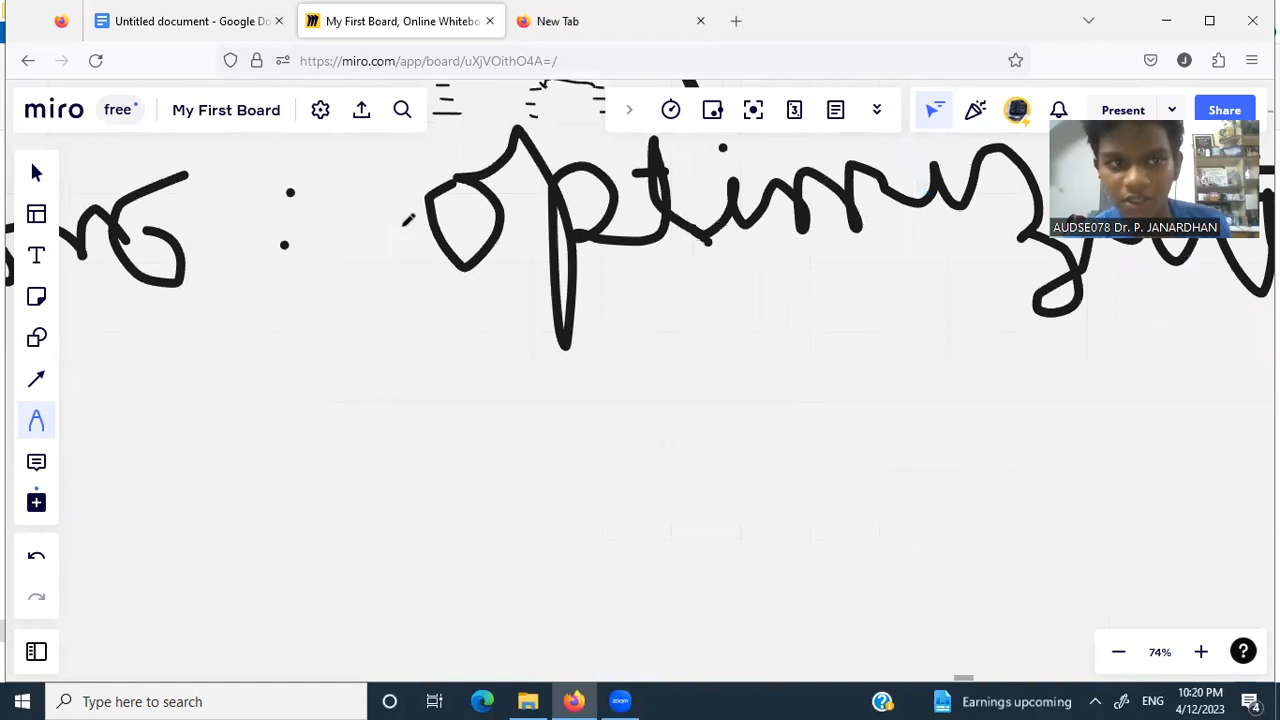 Untitled document - Google Do
My First Board, Online Whitebo
New Tab
https://miro.com/app/board/uXjVOithO4A=/
miro free My First Board
Present
Share
AUDSE078 Dr. P. JANARDHAN
:
74%
Type here to search
zoom
Earnings upcoming
ENG
10:20 PM
4/12/2023
4